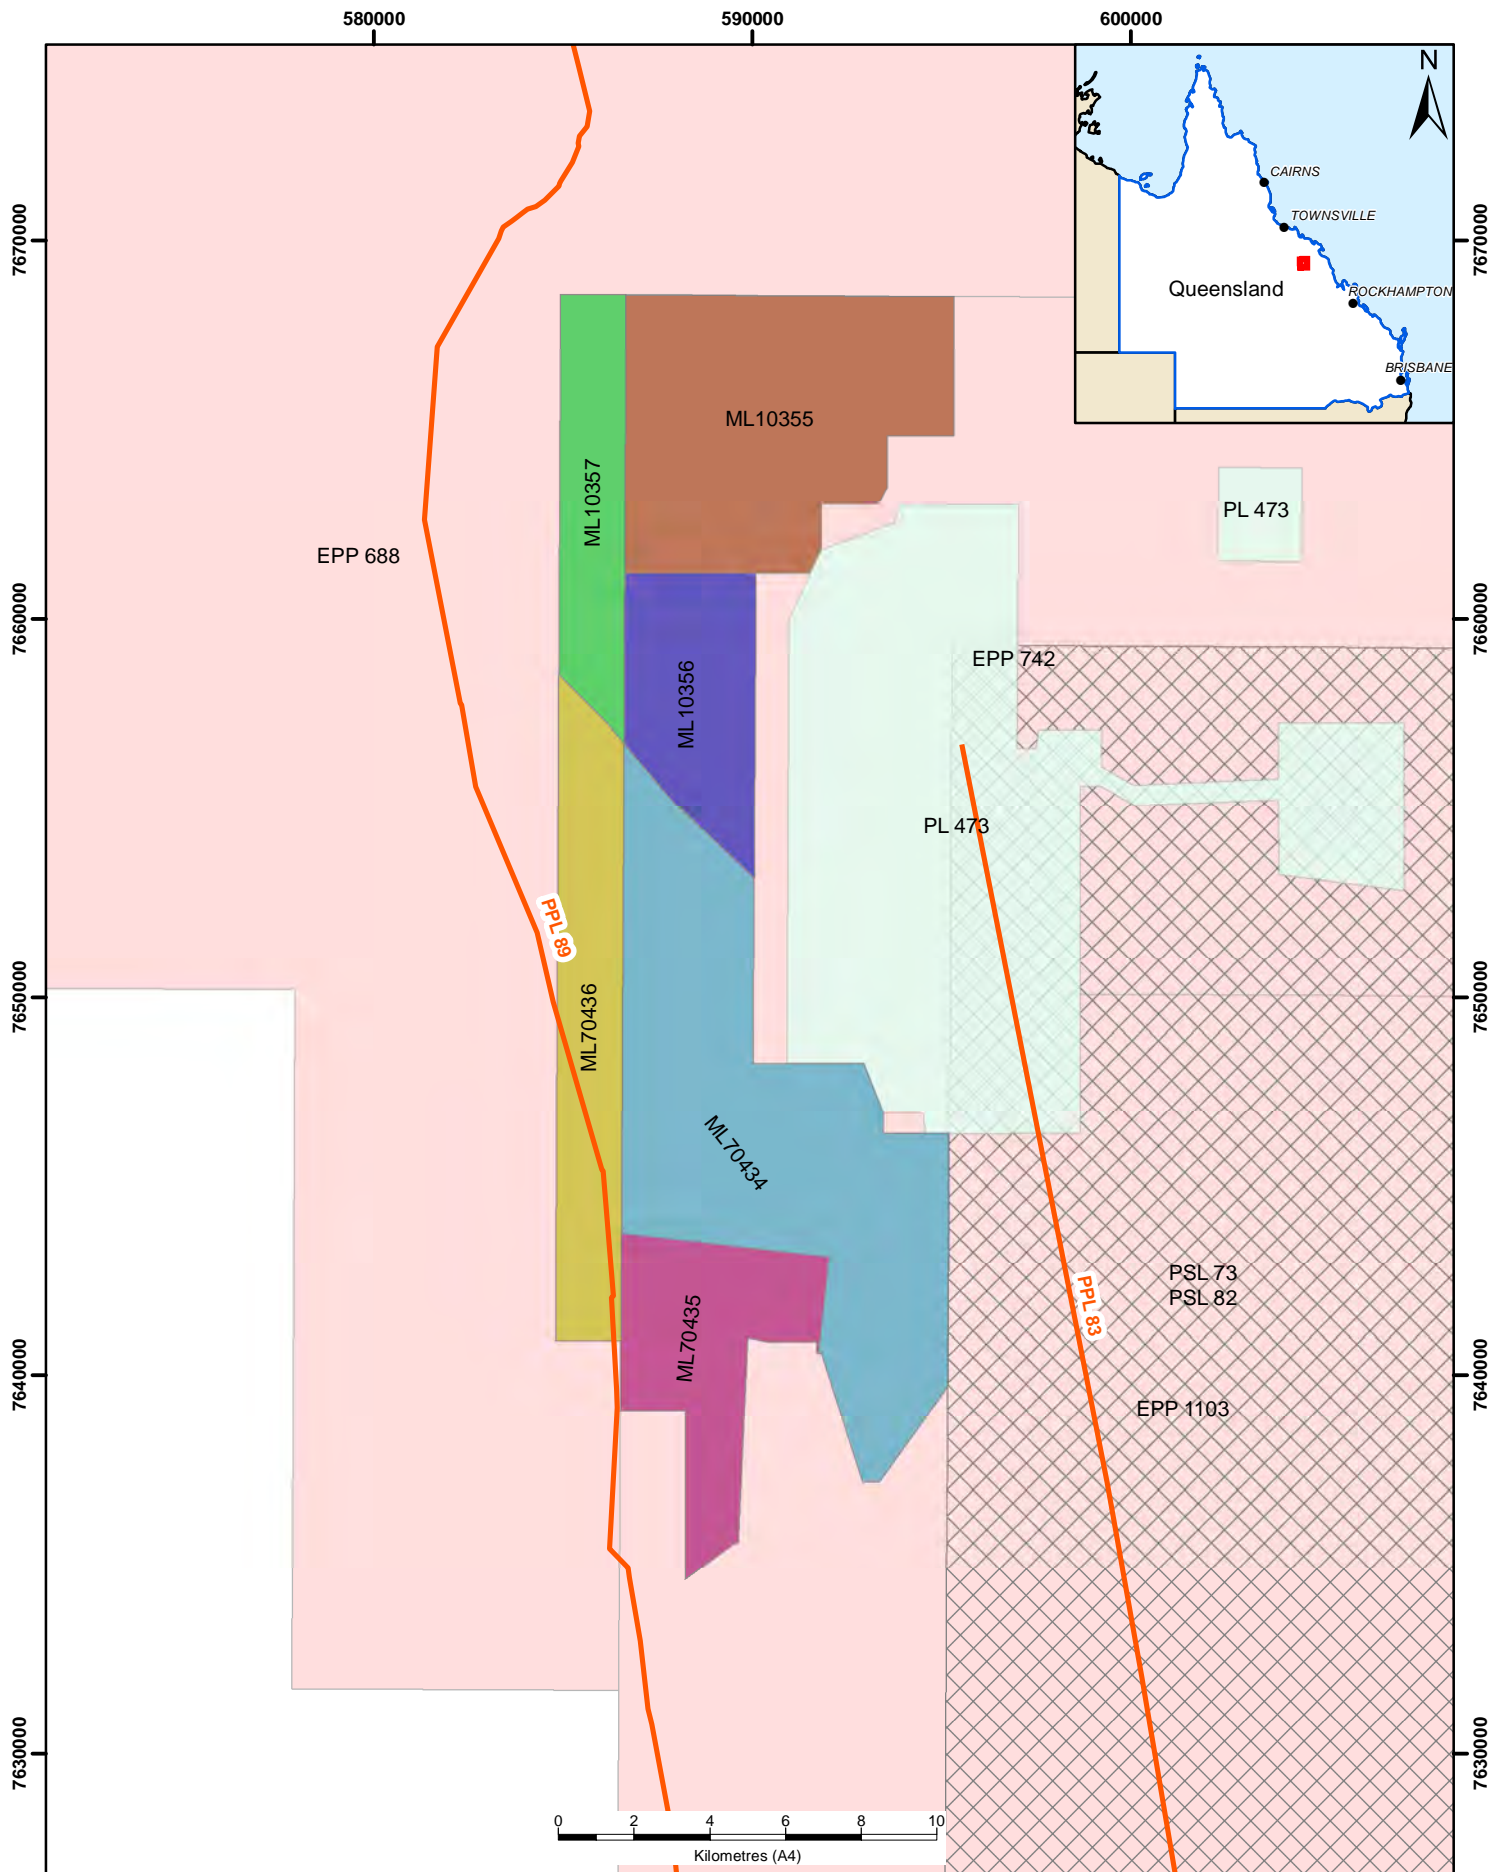 580000
590000
600000
N
CAIRNS
TOWNSVILLE
7670000
7670000
Queensland
ROCKHAMPTON
BRISBANE
ML10355
ML10357
PL 473
EPP 688
7660000
7660000
EPP 742
ML10356
PL 473
PPL 89
7650000
7650000
ML70436
ML70434
PSL 73
PSL 82
PPL 83
ML70435
7640000
7640000
EPP 1103
7630000
7630000
0 2 4 6 8 10
Kilometres (A4)